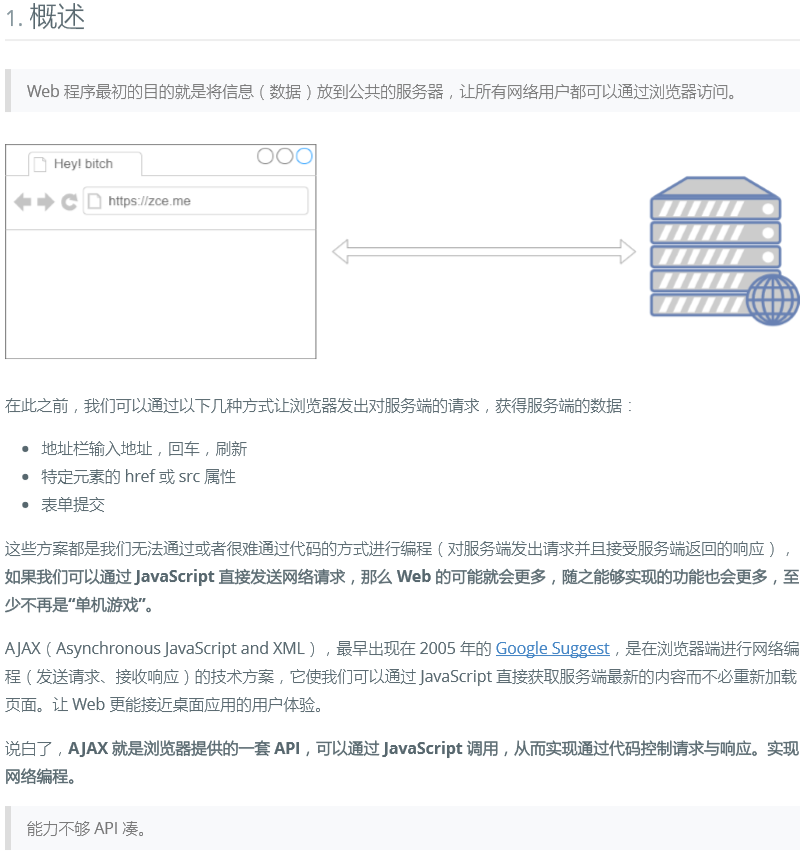 1. 概述
Web 程序最初的目的就是将信息（数据）放到公共的服务器，让所有网络用户都可以通过浏览器访问。
Hey! bitch
https://zce.me
在此之前，我们可以通过以下几种方式让浏览器发出对服务端的请求，获得服务端的数据：
• 地址栏输入地址，回车，刷新
• 特定元素的 href 或 src 属性
• 表单提交
这些方案都是我们无法通过或者很难通过代码的方式进行编程（对服务端发出请求并且接受服务端返回的响应），
如果我们可以通过 JavaScript 直接发送网络请求，那么 Web 的可能就会更多，随之能够实现的功能也会更多，至
少不再是“单机游戏”。
AJAX（Asynchronous JavaScript and XML），最早出现在 2005 年的 Google Suggest，是在浏览器端进行网络编
程（发送请求、接收响应）的技术方案，它使我们可以通过 JavaScript 直接获取服务端最新的内容而不必重新加载
页面。让 Web 更能接近桌面应用的用户体验。
说白了，AJAX 就是浏览器提供的一套 API，可以通过 JavaScript 调用，从而实现通过代码控制请求与响应。实现
网络编程。
能力不够 API 凑。